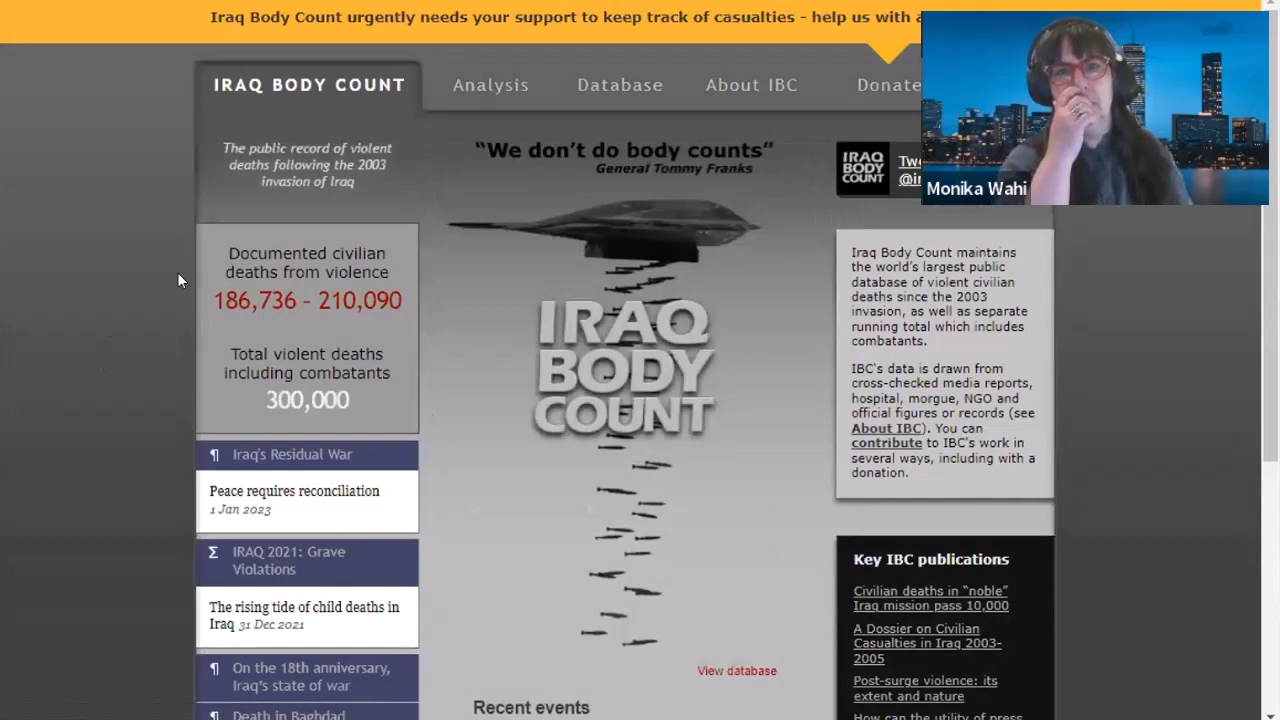 Iraq Body Count urgently needs your support to keep track of casualties - help us with a
IRAQ BODY COUNT
Analysis
Database
About IBC
Donate
The public record of violent
deaths following the 2003
invasion of Iraq
Documented civilian
deaths from violence
186,736 - 210,090
Total violent deaths
including combatants
300,000
¶ Iraq's Residual War
Peace requires reconciliation
1 Jan 2023
Σ IRAQ 2021: Grave
Violations
The rising tide of child deaths in
Iraq 31 Dec 2021
¶ On the 18th anniversary,
Iraq's state of war
¶ Death in Baghdad
“We don’t do body counts”
General Tommy Franks
IRAQ
BODY
COUNT
View database
Recent events
IRAQ
BODY
COUNT
Monika Wahi
Iraq Body Count maintains
the world’s largest public
database of violent civilian
deaths since the 2003
invasion, as well as separate
running total which includes
combatants.
IBC's data is drawn from
cross-checked media reports,
hospital, morgue, NGO and
official figures or records (see
About IBC). You can
contribute to IBC's work in
several ways, including with a
donation.
Key IBC publications
Civilian deaths in “noble”
Iraq mission pass 10,000
A Dossier on Civilian
Casualties in Iraq 2003-
2005
Post-surge violence: its
extent and nature
How can the utility of press